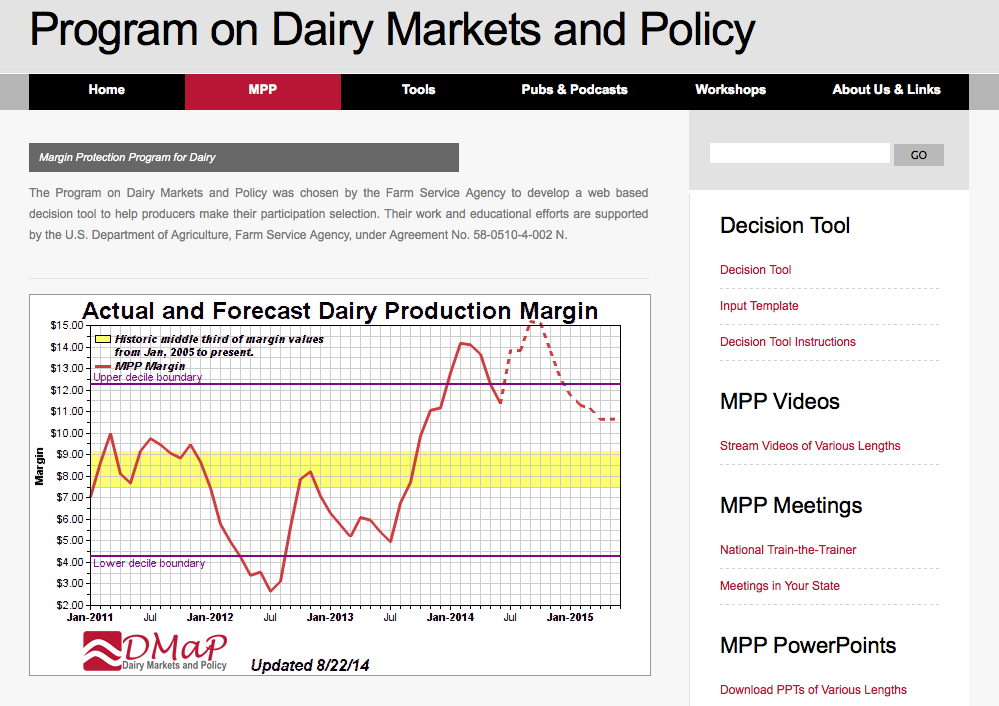 Program on Dairy Markets and Policy
Home MPP Tools Pubs & Podcasts Workshops About Us & Links
Margin Protection Program for Dairy
GO
The Program on Dairy Markets and Policy was chosen by the Farm Service Agency to develop a web based
decision tool to help producers make their participation selection. Their work and educational efforts are supported
by the U.S. Department of Agriculture, Farm Service Agency, under Agreement No. 58-0510-4-002 N.
Actual and Forecast Dairy Production Margin
Historic middle third of margin values
from Jan, 2005 to present.
MPP Margin
Upper decile boundary
Lower decile boundary
Margin
$15.00
$14.00
$13.00
$12.00
$11.00
$10.00
$9.00
$8.00
$7.00
$6.00
$5.00
$4.00
$3.00
$2.00
Jan-2011 Jul Jan-2012 Jul Jan-2013 Jul Jan-2014 Jul Jan-2015
DMaP
Dairy Markets and Policy
Updated 8/22/14
Decision Tool
Decision Tool
Input Template
Decision Tool Instructions
MPP Videos
Stream Videos of Various Lengths
MPP Meetings
National Train-the-Trainer
Meetings in Your State
MPP PowerPoints
Download PPTs of Various Lengths